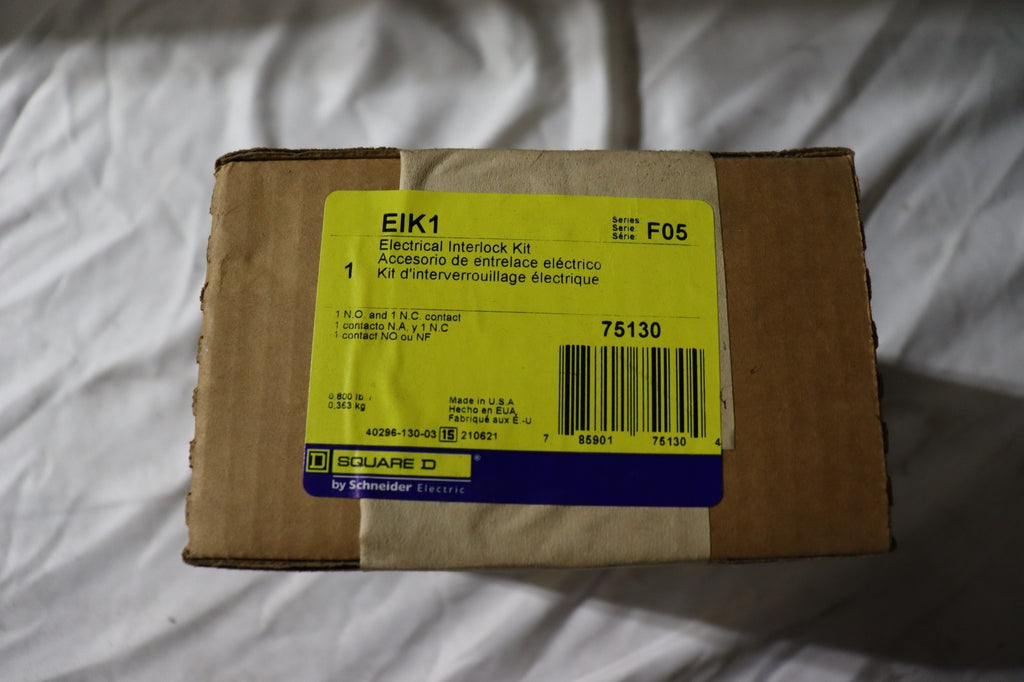 EIK1
Series
Serie
Série:
F05
Electrical Interlock Kit
Accesorio de entrelace eléctrico
1 Kit d'interverrouillage électrique
1 N.O. and 1 N.C. contact
1 contacto N.A. y 1 N.C
1 contact NO ou NF
75130
0,800 lb.
0,363 kg
Made in U.S.A
Hecho en EUA
Fabriqué aux É.-U
40296-130-03 15 210621
7 85901 75130 4
D SQUARE D ®
by Schneider Electric